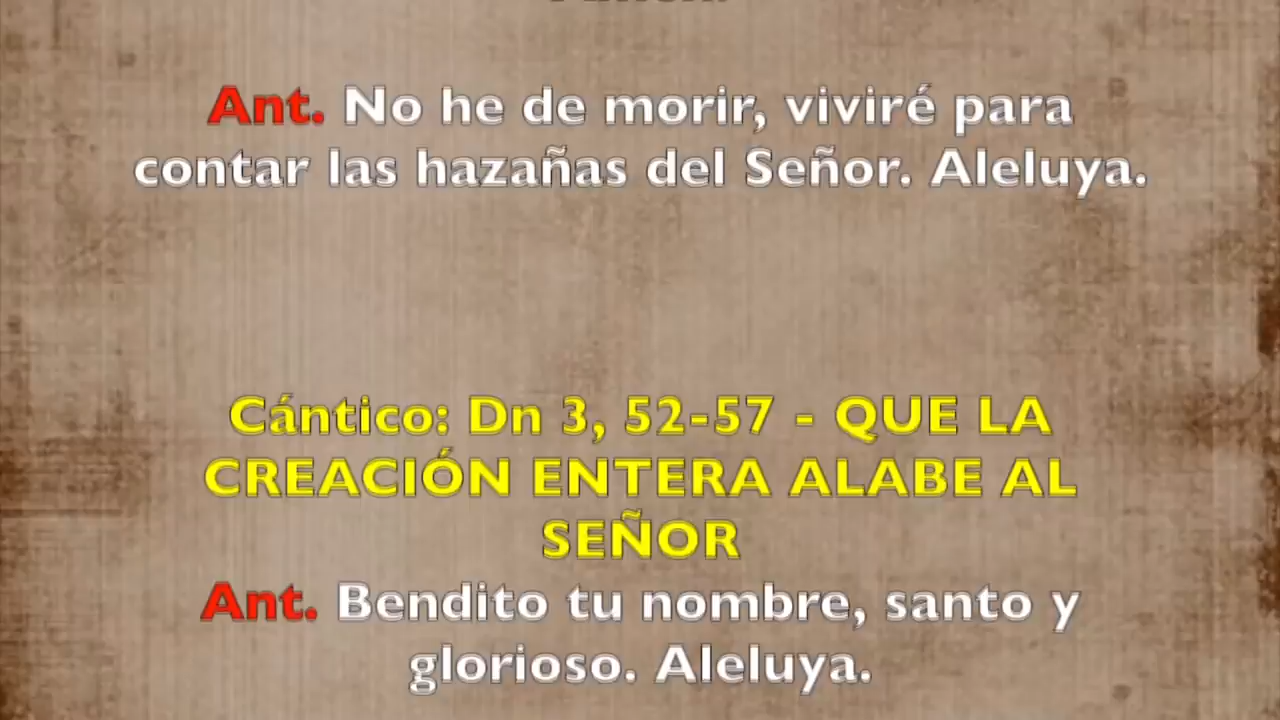 Ant. No he de morir, viviré para
contar las hazañas del Señor. Aleluya.
Cántico: Dn 3, 52-57 - QUE LA
CREACIÓN ENTERA ALABE AL
SEÑOR
Ant. Bendito tu nombre, santo y
glorioso. Aleluya.